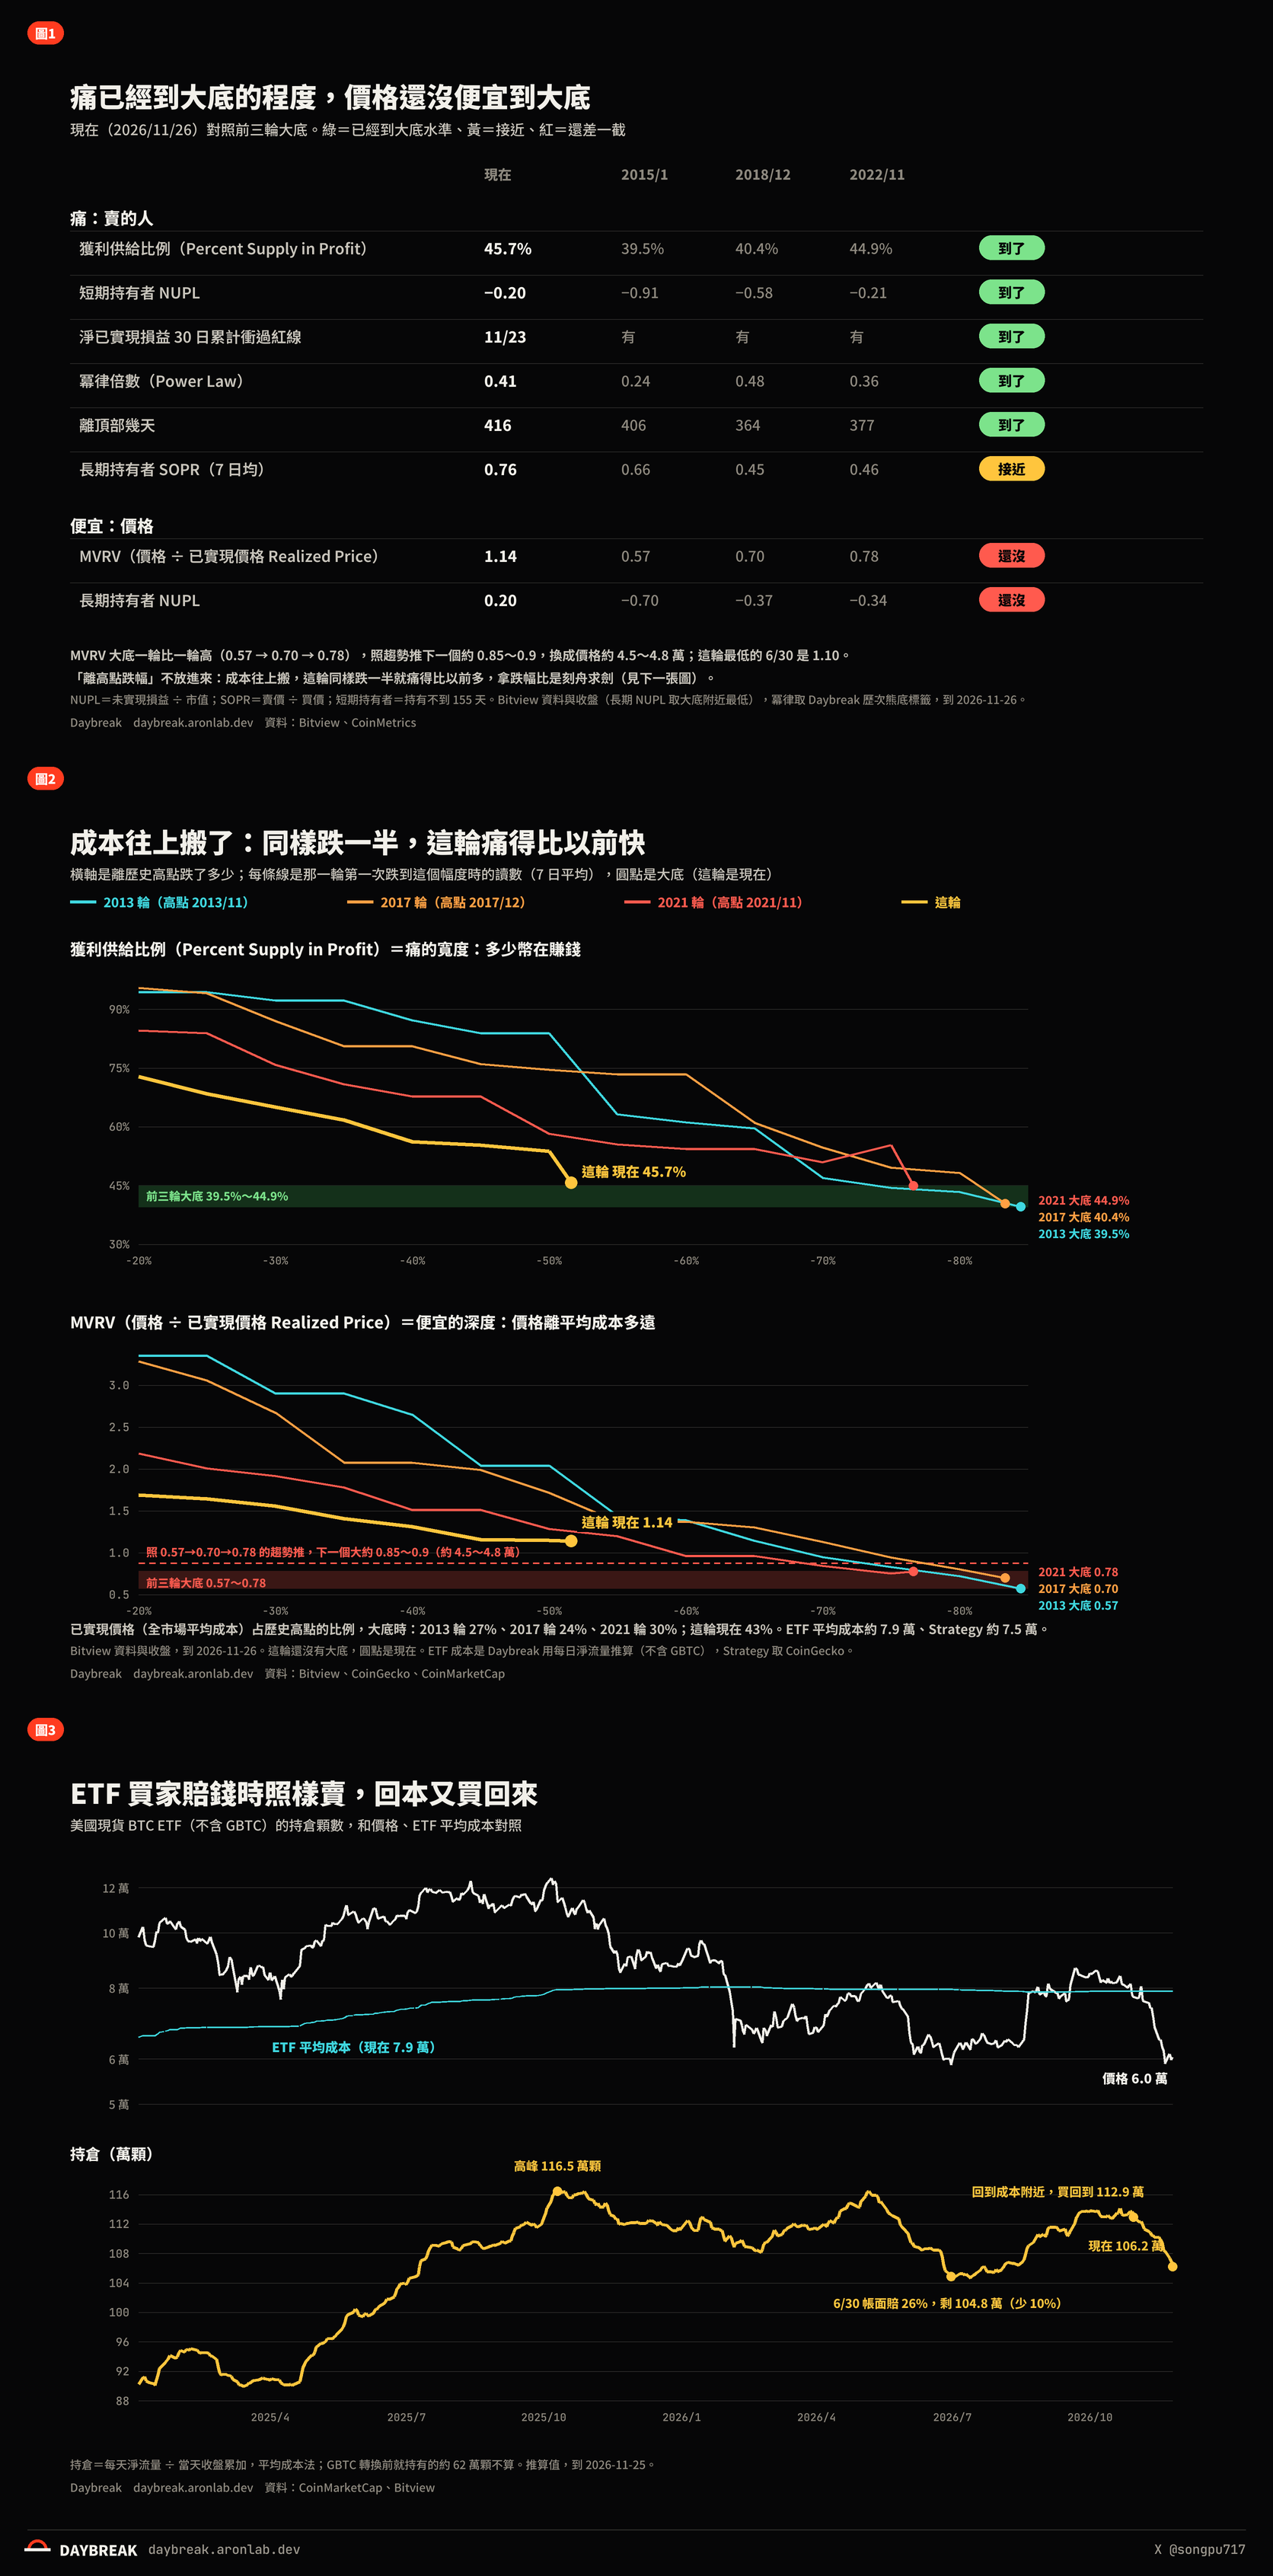 圖1
痛已經到大底的程度，價格還沒便宜到大底
現在（2026/11/26）對照前三輪大底。綠＝已經到大底水準、黃＝接近、紅＝還差一截
現在 2015/1 2018/12 2022/11
痛：賣的人
獲利供給比例（Percent Supply in Profit） 45.7% 39.5% 40.4% 44.9% 到了
短期持有者 NUPL −0.20 −0.91 −0.58 −0.21 到了
淨已實現損益 30 日累計衝過紅線 11/23 有 有 有 到了
冪律倍數（Power Law） 0.41 0.24 0.48 0.36 到了
離頂部幾天 416 406 364 377 到了
長期持有者 SOPR（7 日均） 0.76 0.66 0.45 0.46 接近
便宜：價格
MVRV（價格 ÷ 已實現價格 Realized Price） 1.14 0.57 0.70 0.78 還沒
長期持有者 NUPL 0.20 −0.70 −0.37 −0.34 還沒
MVRV 大底一輪比一輪高（0.57 → 0.70 → 0.78），照趨勢推下一個約 0.85～0.9，換成價格約 4.5～4.8 萬；這輪最低的 6/30 是 1.10。
「離高點跌幅」不放進來：成本往上搬，這輪同樣跌一半就痛得比以前多，拿跌幅比是刻舟求劍（見下一張圖）。
NUPL＝未實現損益 ÷ 市值；SOPR＝賣價 ÷ 買價；短期持有者＝持有不到 155 天。Bitview 資料與收盤（長期 NUPL 取大底附近最低），冪律取 Daybreak 歷次熊底標籤，到 2026-11-26。
Daybreak daybreak.aronlab.dev 資料：Bitview、CoinMetrics
圖2
成本往上搬了：同樣跌一半，這輪痛得比以前快
橫軸是離歷史高點跌了多少；每條線是那一輪第一次跌到這個幅度時的讀數（7 日平均），圓點是大底（這輪是現在）
2013 輪（高點 2013/11） 2017 輪（高點 2017/12） 2021 輪（高點 2021/11） 這輪
獲利供給比例（Percent Supply in Profit）＝痛的寬度：多少幣在賺錢
90%
75%
60%
這輪 現在 45.7%
45%
前三輪大底 39.5%～44.9%
2021 大底 44.9%
2017 大底 40.4%
2013 大底 39.5%
30%
-20% -30% -40% -50% -60% -70% -80%
MVRV（價格 ÷ 已實現價格 Realized Price）＝便宜的深度：價格離平均成本多遠
3.0
2.5
2.0
1.5
這輪 現在 1.14
1.0
照 0.57→0.70→0.78 的趨勢推，下一個大約 0.85～0.9（約 4.5～4.8 萬）
2021 大底 0.78
前三輪大底 0.57～0.78
2017 大底 0.70
0.5
2013 大底 0.57
-20% -30% -40% -50% -60% -70% -80%
已實現價格（全市場平均成本）占歷史高點的比例，大底時：2013 輪 27%、2017 輪 24%、2021 輪 30%；這輪現在 43%。ETF 平均成本約 7.9 萬、Strategy 約 7.5 萬。
Bitview 資料與收盤，到 2026-11-26。這輪還沒有大底，圓點是現在。ETF 成本是 Daybreak 用每日淨流量推算（不含 GBTC），Strategy 取 CoinGecko。
Daybreak daybreak.aronlab.dev 資料：Bitview、CoinGecko、CoinMarketCap
圖3
ETF 買家賠錢時照樣賣，回本又買回來
美國現貨 BTC ETF（不含 GBTC）的持倉顆數，和價格、ETF 平均成本對照
12 萬
10 萬
8 萬
ETF 平均成本（現在 7.9 萬）
6 萬
價格 6.0 萬
5 萬
持倉（萬顆）
高峰 116.5 萬顆
116
回到成本附近，買回到 112.9 萬
112
現在 106.2 萬
108
104
6/30 帳面賠 26%，剩 104.8 萬（少 10%）
100
96
92
88
2025/4 2025/7 2025/10 2026/1 2026/4 2026/7 2026/10
持倉＝每天淨流量 ÷ 當天收盤累加，平均成本法；GBTC 轉換前就持有的約 62 萬顆不算。推算值，到 2026-11-25。
Daybreak daybreak.aronlab.dev 資料：CoinMarketCap、Bitview
DAYBREAK daybreak.aronlab.dev X @songpu717